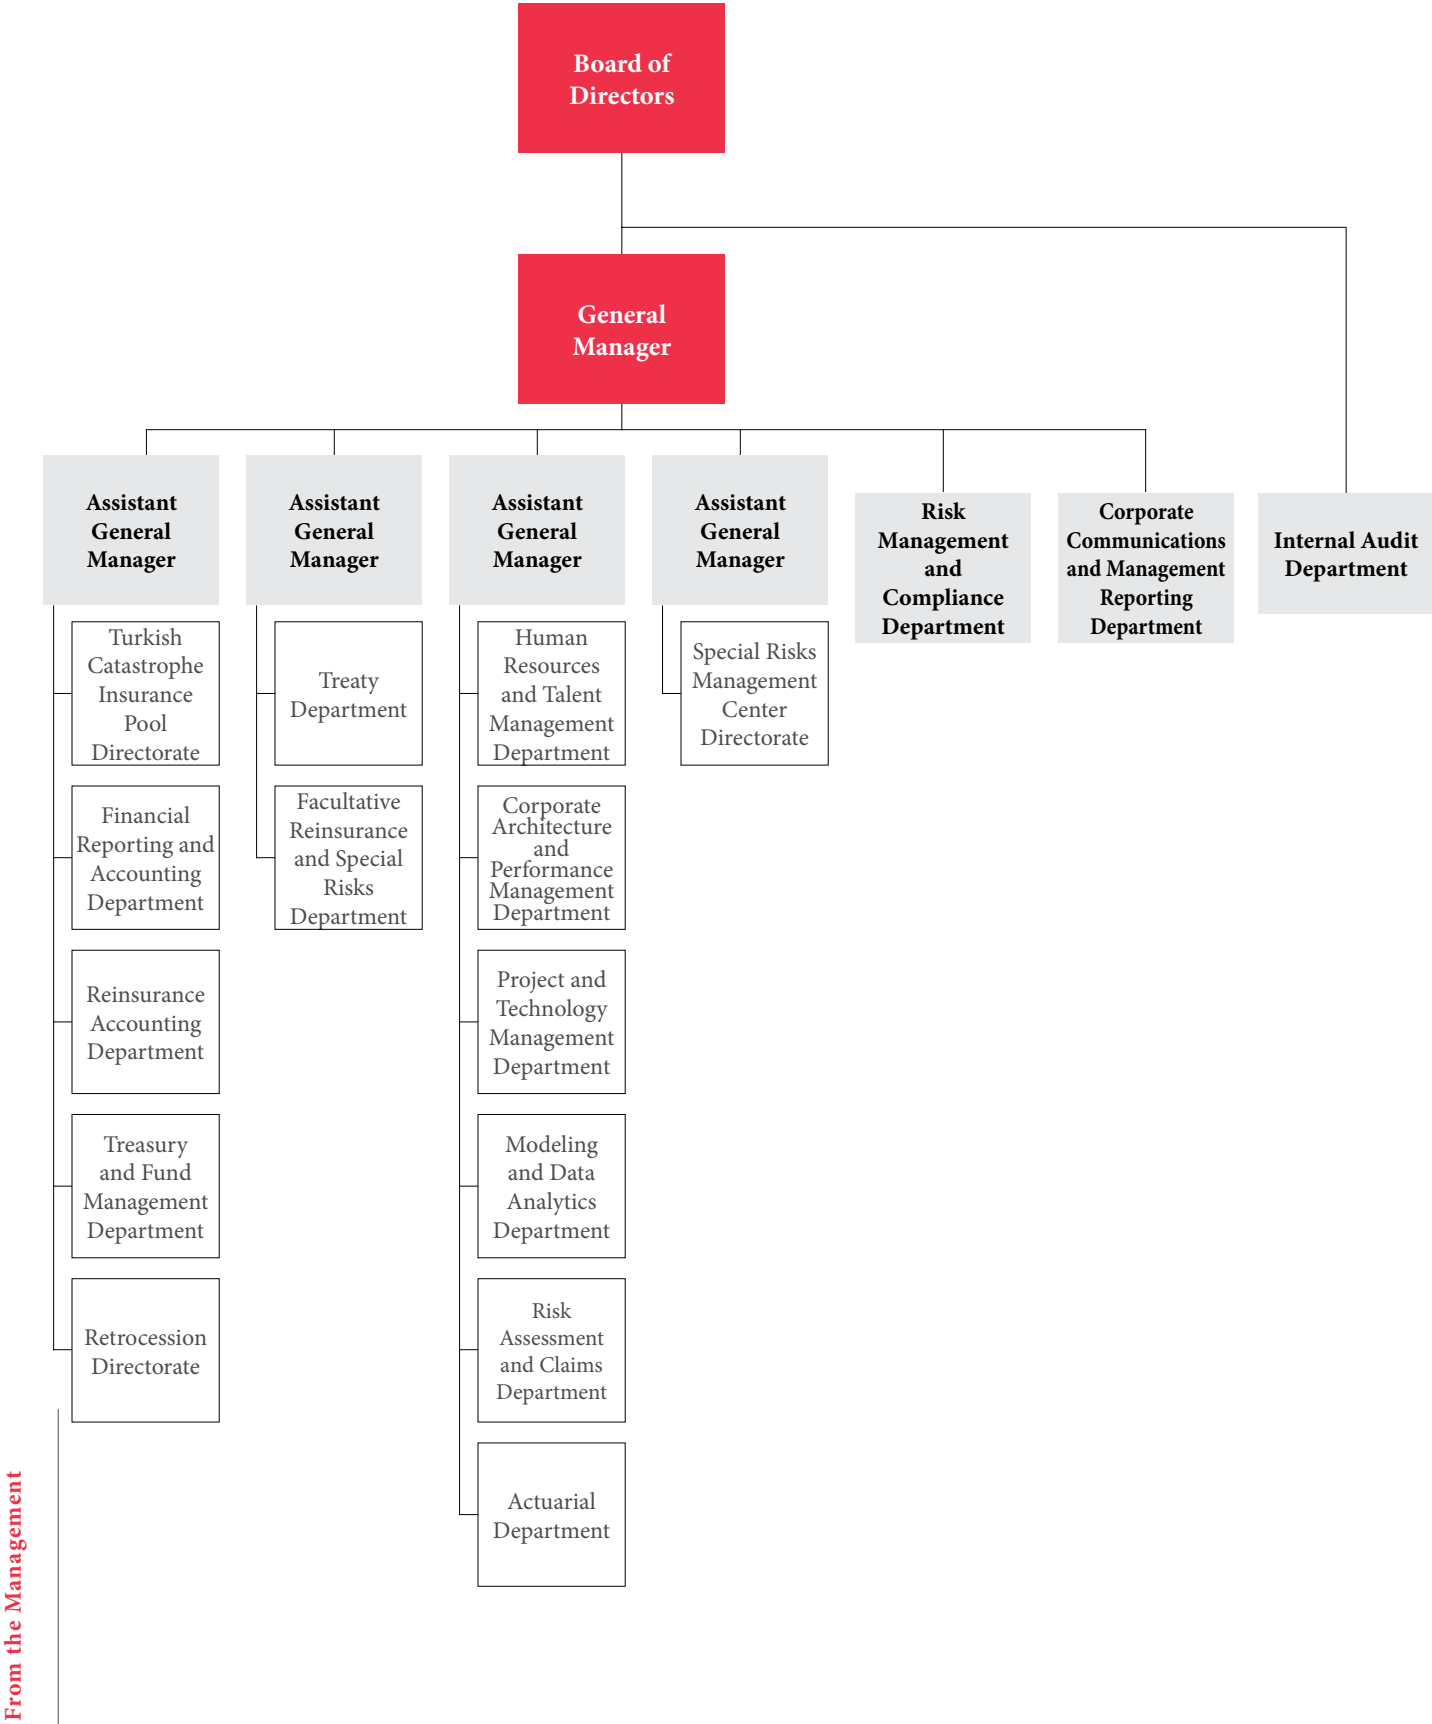 Board of
Directors
General
Manager
Assistant
General
Manager
Assistant
General
Manager
Assistant
General
Manager
Assistant
General
Manager
Risk
Management
and
Compliance
Department
Corporate
Communications
and Management
Reporting
Department
Internal Audit
Department
Turkish
Catastrophe
Insurance
Pool
Directorate
Financial
Reporting and
Accounting
Department
Reinsurance
Accounting
Department
Treasury
and Fund
Management
Department
Retrocession
Directorate
Treaty
Department
Facultative
Reinsurance
and Special
Risks
Department
Human
Resources
and Talent
Management
Department
Corporate
Architecture
and
Performance
Management
Department
Project and
Technology
Management
Department
Modeling
and Data
Analytics
Department
Risk
Assessment
and Claims
Department
Actuarial
Department
Special Risks
Management
Center
Directorate
From the Management